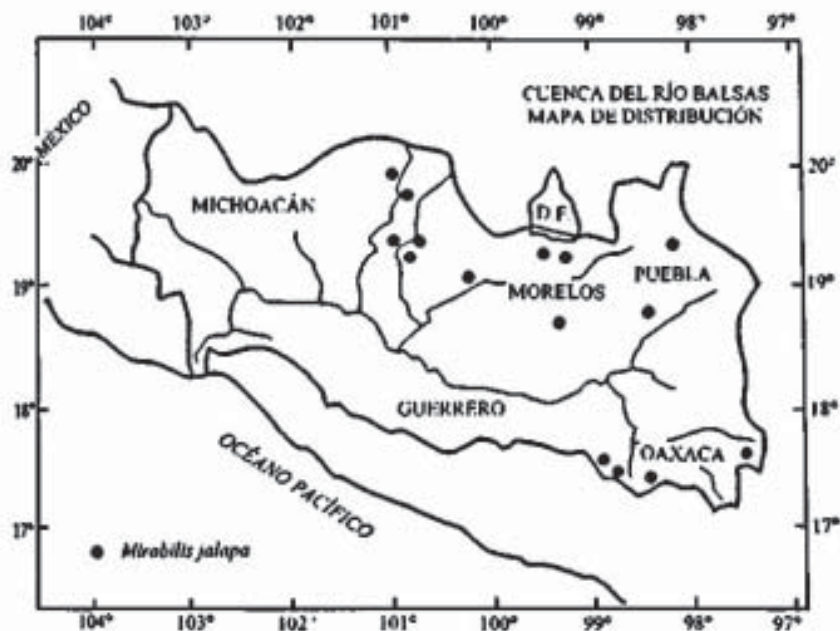 104° 103° 102° 101° 100° 99° 98° 97°
CUENCA DEL RÍO BALSAS
MAPA DE DISTRIBUCIÓN
MÉXICO
20° 20°
MICHOACÁN
D.F.
19° 19°
MORELOS
PUEBLA
18° 18°
GUERRERO
OAXACA
OCÉANO PACÍFICO
17° 17°
Mirabilis jalapa
104° 103° 102° 101° 100° 99° 98° 97°